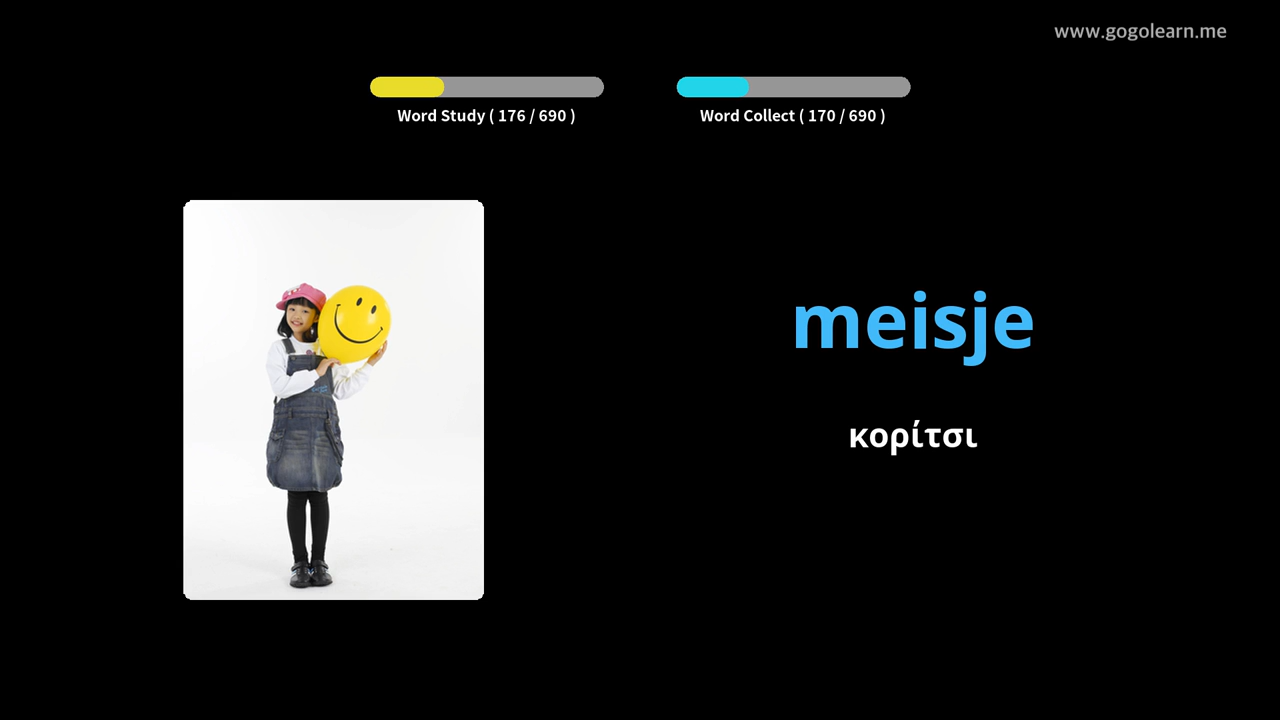 www.gogolearn.me
Word Study ( 176 / 690 )
Word Collect ( 170 / 690 )
meisje
κορίτσι